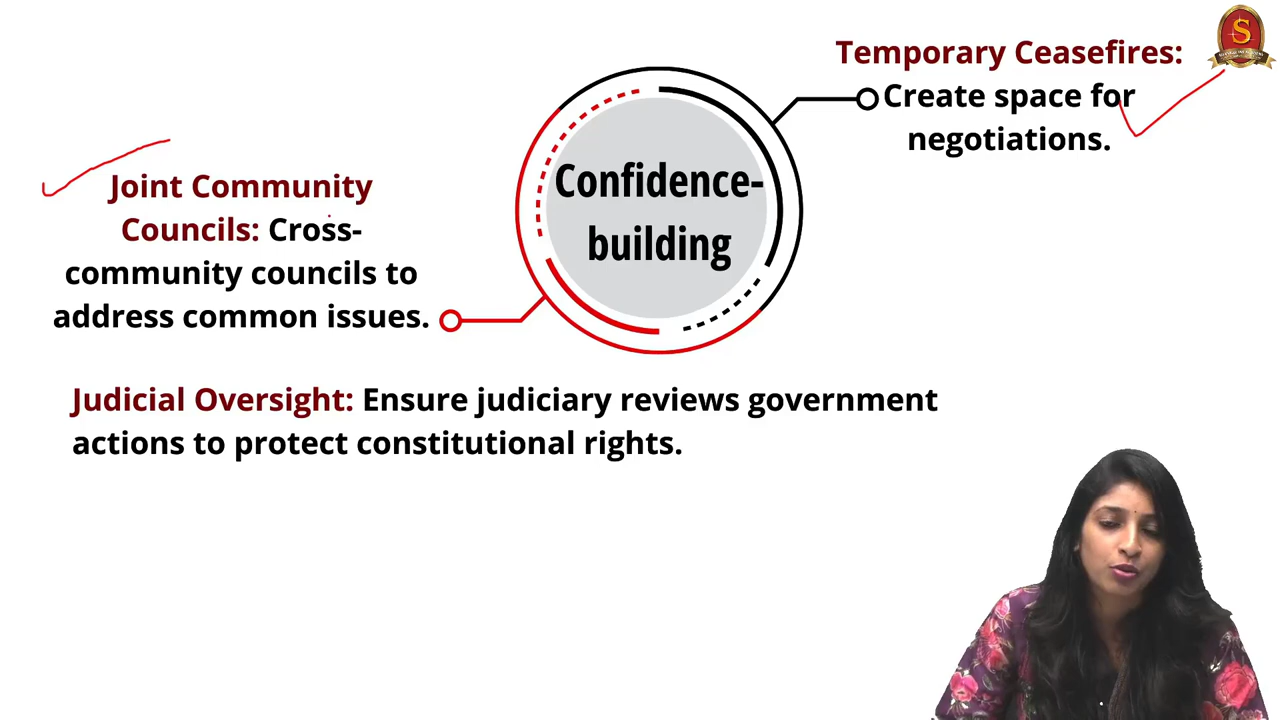 Temporary Ceasefires:
Create space for
negotiations.
Confidence-
building
Joint Community
Councils: Cross-
community councils to
address common issues.
Judicial Oversight: Ensure judiciary reviews government
actions to protect constitutional rights.
S